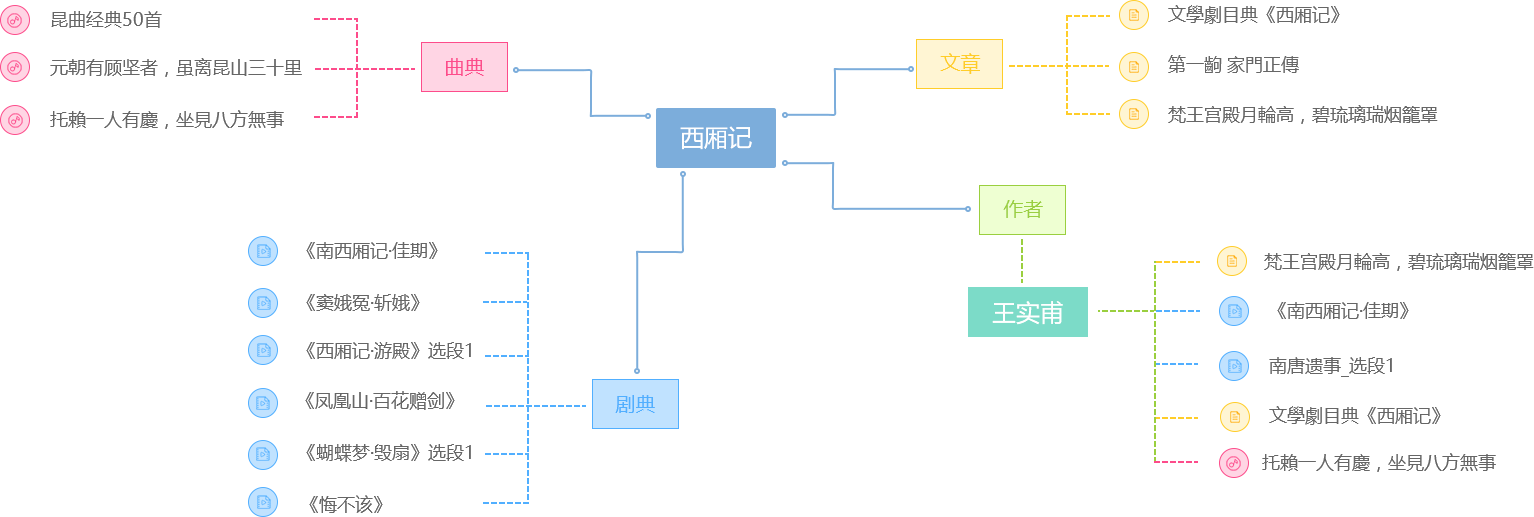 西厢记
曲典
昆曲经典50首
元朝有顾坚者，虽离昆山三十里
托賴一人有慶，坐見八方無事
文章
文學劇目典《西厢记》
第一齣 家門正傳
梵王宫殿月輪高，碧琉璃瑞烟籠罩
作者
王实甫
梵王宫殿月輪高，碧琉璃瑞烟籠罩
《南西厢记·佳期》
南唐遗事_选段1
文學劇目典《西厢记》
托賴一人有慶，坐見八方無事
剧典
《南西厢记·佳期》
《窦娥冤·斩娥》
《西厢记·游殿》选段1
《凤凰山·百花赠剑》
《蝴蝶梦·毁扇》选段1
《悔不该》